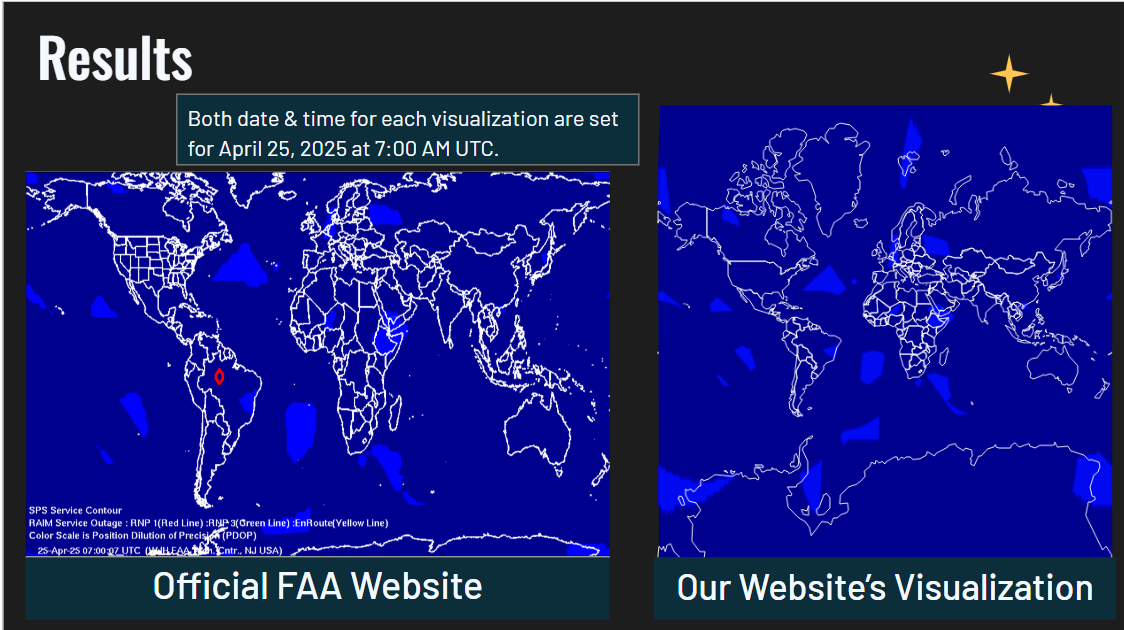 Results
Both date & time for each visualization are set
for April 25, 2025 at 7:00 AM UTC.
SPS Service Contour
RAIM Service Outage : RNP 1(Red Line) :RNP 3(Green Line) :EnRoute(Yellow Line)
Color Scale is Position Dilution of Precision (PDOP)
25-Apr-25 07:00:07 UTC (WJH FAA Tech. Cntr., NJ USA)
Official FAA Website
Our Website's Visualization